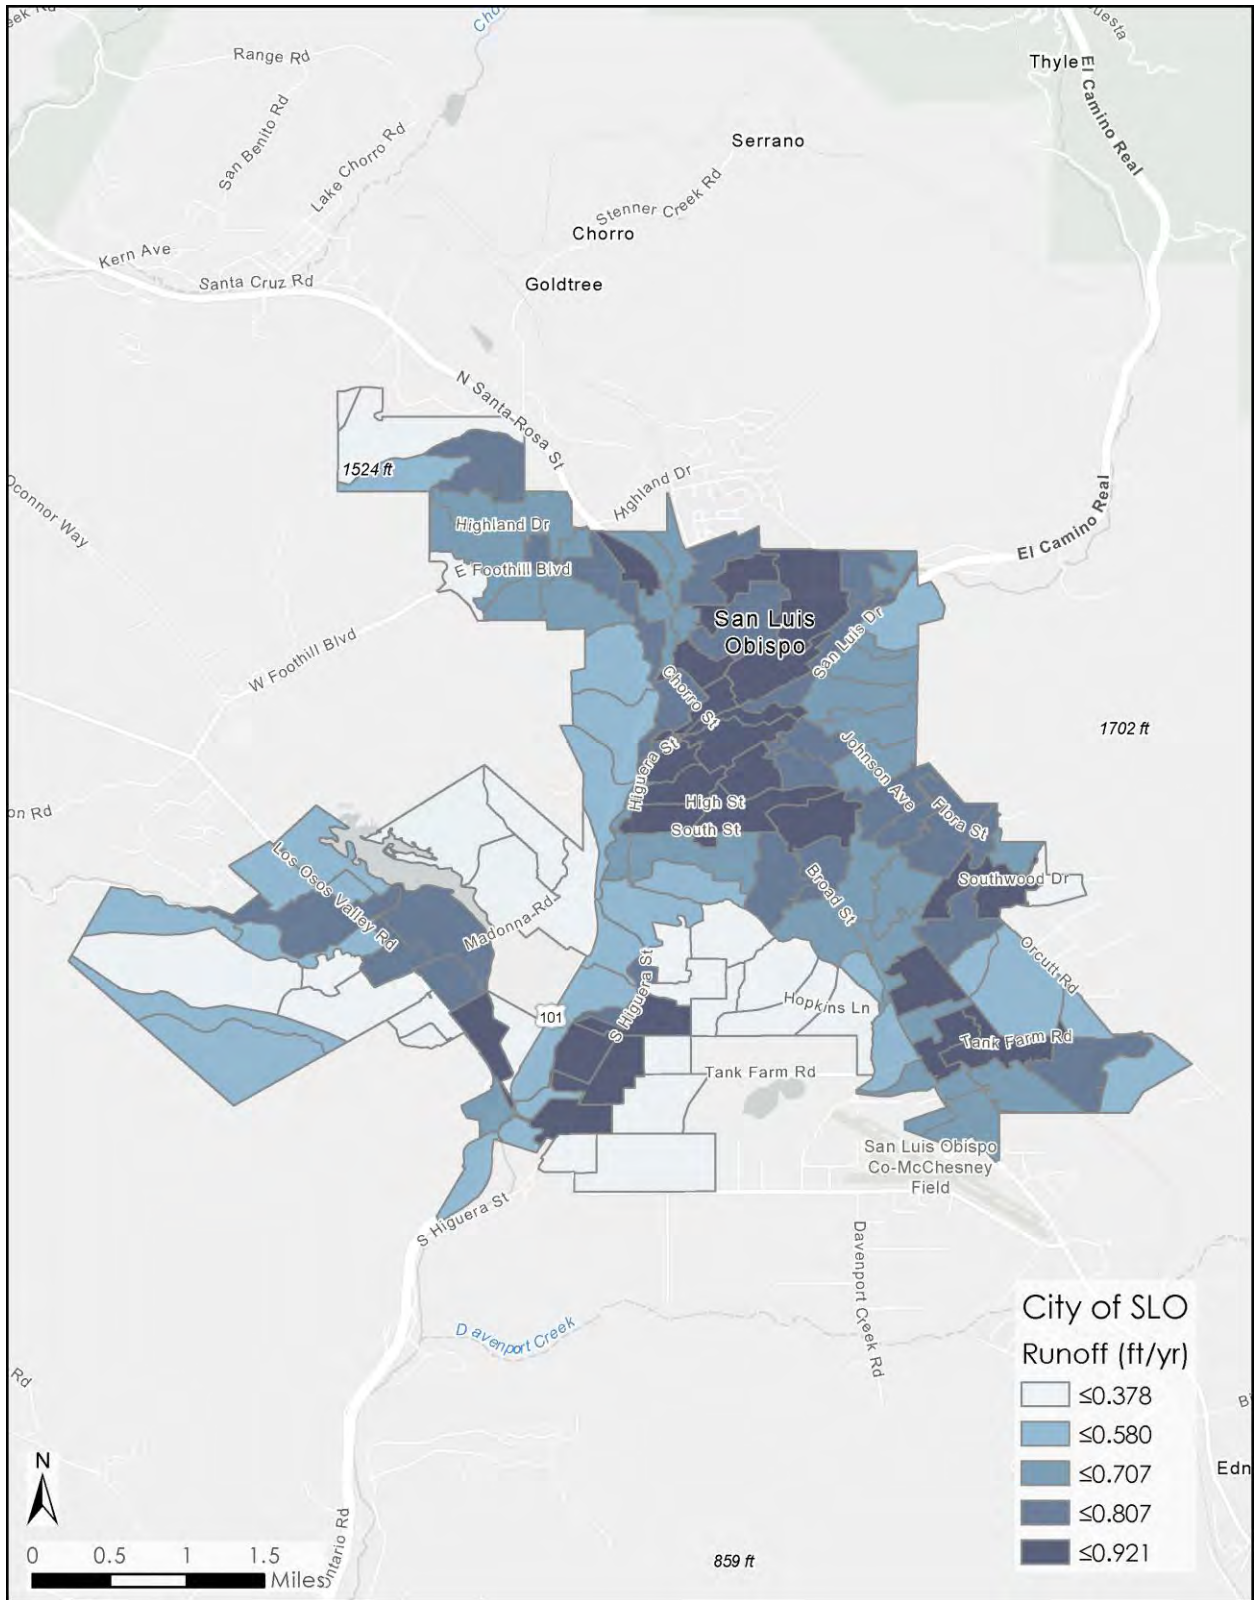 Range Rd
San Benito Rd
Lake Chorro Rd
Kern Ave
Santa Cruz Rd
Thyle
El Camino Real
Serrano
Stenner Creek Rd
Chorro
Goldtree
N Santa Rosa St
1524 ft
Highland Dr
Highland Dr
El Camino Real
E Foothill Blvd
W Foothill Blvd
San Luis
Obispo
San Luis Dr
Chorro St
1702 ft
Higuera St
Johnson Ave
High St
South St
Flora St
on Rd
Los Osos Valley Rd
Madonna Rd
Broad St
Southwood Dr
Orcutt Rd
S Higuera St
101
Hopkins Ln
Tank Farm Rd
Tank Farm Rd
San Luis Obispo
Co-McChesney
Field
S Higuera St
Davenport Creek
Davenport Creek Rd
Rd
Edn
City of SLO
Runoff (ft/yr)
≤0.378
≤0.580
≤0.707
≤0.807
≤0.921
N
0 0.5 1 1.5
Miles
ntario Rd
859 ft